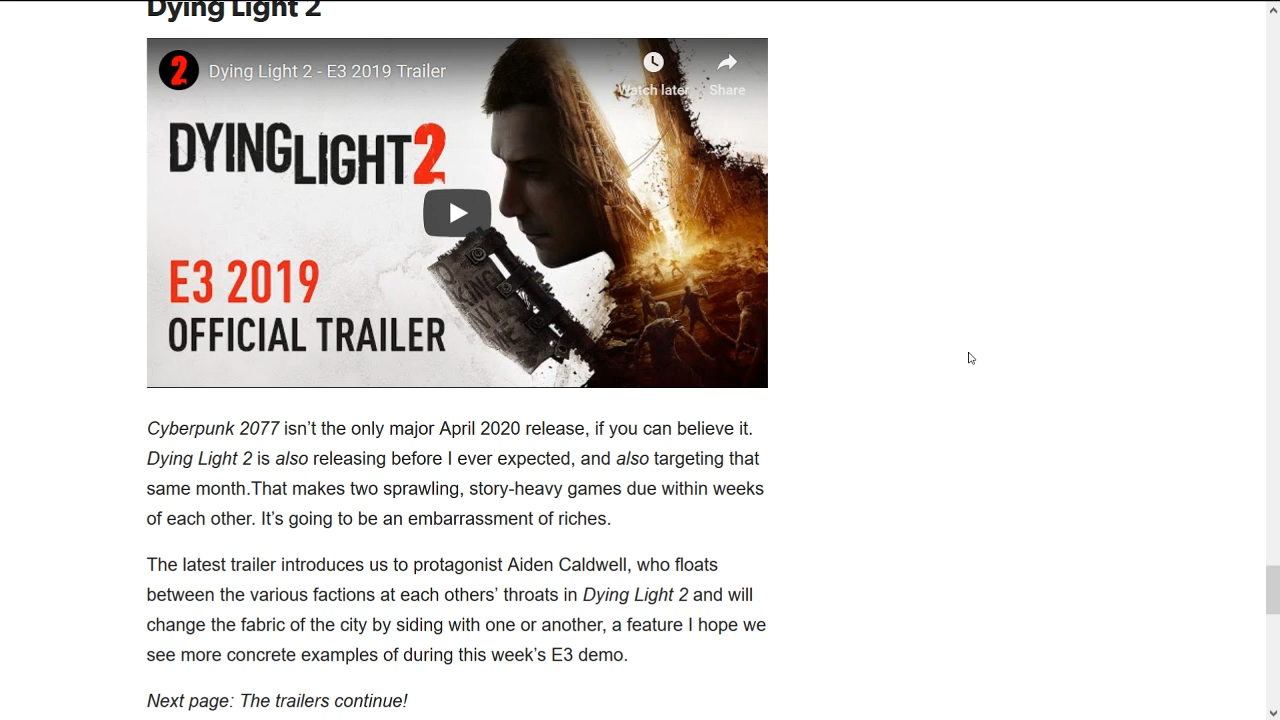 Dying Light 2
2 Dying Light 2 - E3 2019 Trailer
Watch later
Share
DYING LIGHT 2
E3 2019
OFFICIAL TRAILER
Cyberpunk 2077 isn’t the only major April 2020 release, if you can believe it.
Dying Light 2 is also releasing before I ever expected, and also targeting that
same month.That makes two sprawling, story-heavy games due within weeks
of each other. It’s going to be an embarrassment of riches.
The latest trailer introduces us to protagonist Aiden Caldwell, who floats
between the various factions at each others’ throats in Dying Light 2 and will
change the fabric of the city by siding with one or another, a feature I hope we
see more concrete examples of during this week’s E3 demo.
Next page: The trailers continue!